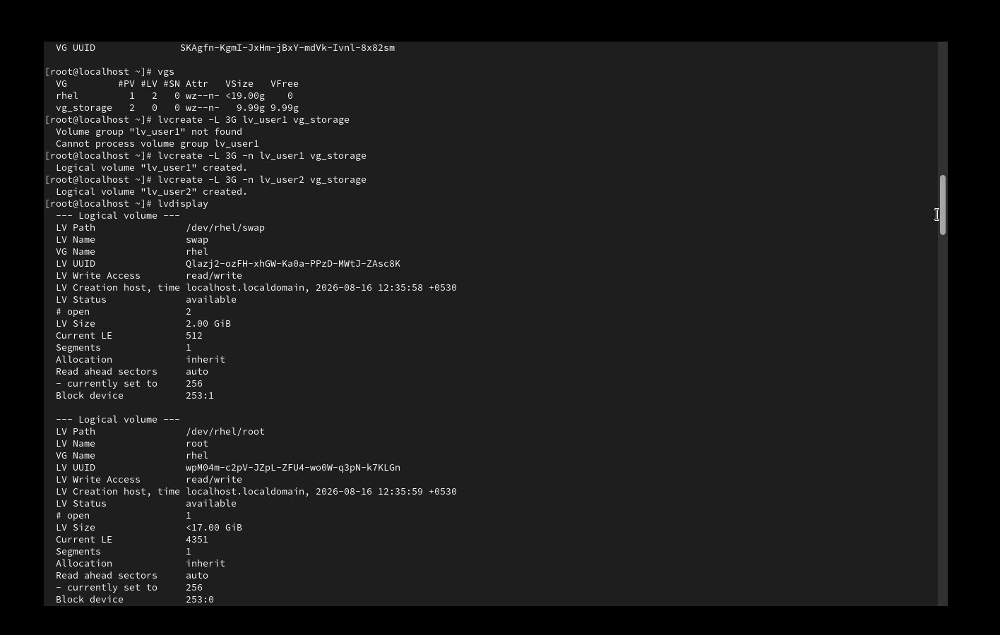 VG UUID               SKAgfn-KgmI-JxHm-jBxY-mdVk-Ivnl-8x82sm
[root@localhost ~]# vgs
  VG         #PV #LV #SN Attr   VSize   VFree
  rhel         1   2   0 wz--n- <19.00g    0
  vg_storage   2   0   0 wz--n-   9.99g 9.99g
[root@localhost ~]# lvcreate -L 3G lv_user1 vg_storage
  Volume group "lv_user1" not found
  Cannot process volume group lv_user1
[root@localhost ~]# lvcreate -L 3G -n lv_user1 vg_storage
  Logical volume "lv_user1" created.
[root@localhost ~]# lvcreate -L 3G -n lv_user2 vg_storage
  Logical volume "lv_user2" created.
[root@localhost ~]# lvdisplay
  --- Logical volume ---
  LV Path                /dev/rhel/swap
  LV Name                swap
  VG Name                rhel
  LV UUID                Qlazj2-ozFH-xhGW-Ka0a-PPzD-MWtJ-ZAsc8K
  LV Write Access        read/write
  LV Creation host, time localhost.localdomain, 2026-08-16 12:35:58 +0530
  LV Status              available
  # open                 2
  LV Size                2.00 GiB
  Current LE             512
  Segments               1
  Allocation             inherit
  Read ahead sectors     auto
  - currently set to     256
  Block device           253:1
  --- Logical volume ---
  LV Path                /dev/rhel/root
  LV Name                root
  VG Name                rhel
  LV UUID                wpM04m-c2pV-JZpL-ZFU4-wo0W-q3pN-k7KLGn
  LV Write Access        read/write
  LV Creation host, time localhost.localdomain, 2026-08-16 12:35:59 +0530
  LV Status              available
  # open                 1
  LV Size                <17.00 GiB
  Current LE             4351
  Segments               1
  Allocation             inherit
  Read ahead sectors     auto
  - currently set to     256
  Block device           253:0